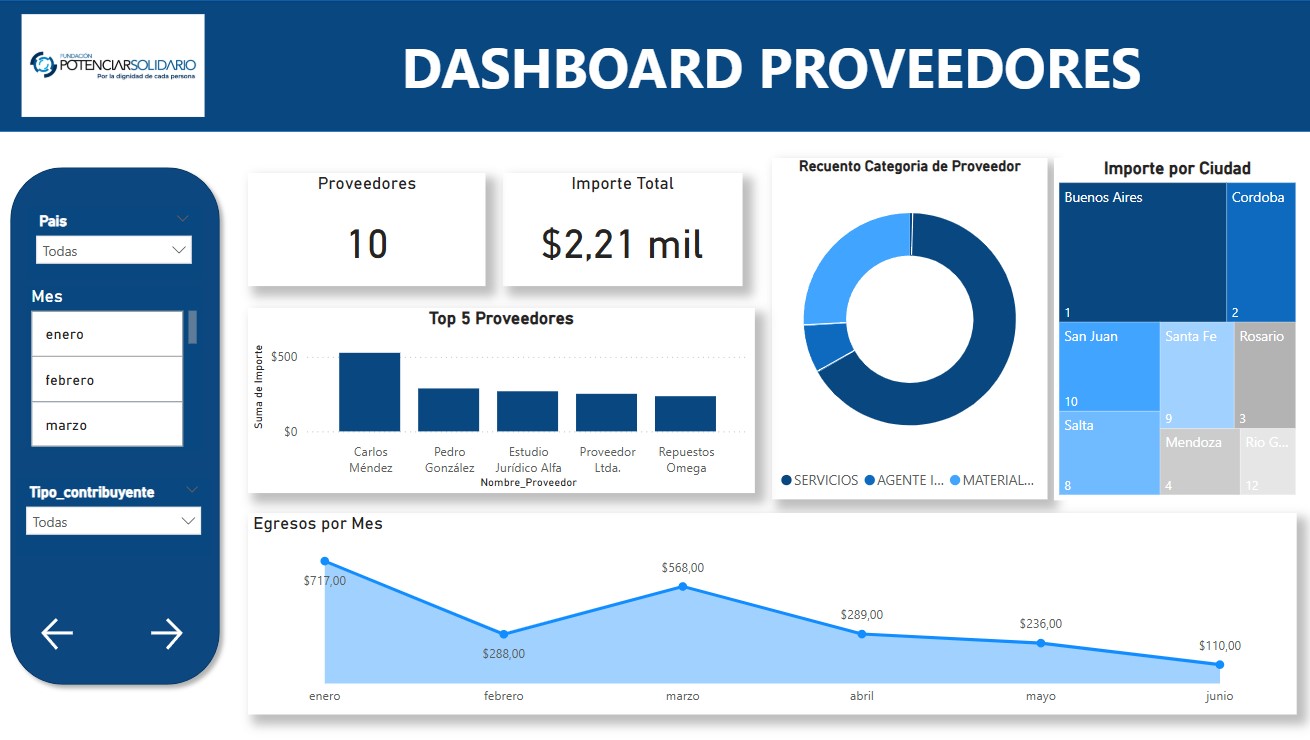 FUNDACIÓN
POTENCIARSOLIDARIO
Por la dignidad de cada persona
DASHBOARD PROVEEDORES
Pais
Todas
Mes
enero
febrero
marzo
Tipo_contribuyente
Todas
Proveedores
10
Importe Total
$2,21 mil
Top 5 Proveedores
Suma de Importe
$500
$0
Carlos
Méndez
Pedro
González
Estudio
Jurídico Alfa
Proveedor
Ltda.
Repuestos
Omega
Nombre_Proveedor
Recuento Categoria de Proveedor
SERVICIOS AGENTE I... MATERIAL...
Importe por Ciudad
Buenos Aires
1
Cordoba
2
San Juan
10
Santa Fe
9
Rosario
3
Salta
8
Mendoza
4
Rio G...
12
Egresos por Mes
$717,00
$288,00
$568,00
$289,00
$236,00
$110,00
enero febrero marzo abril mayo junio